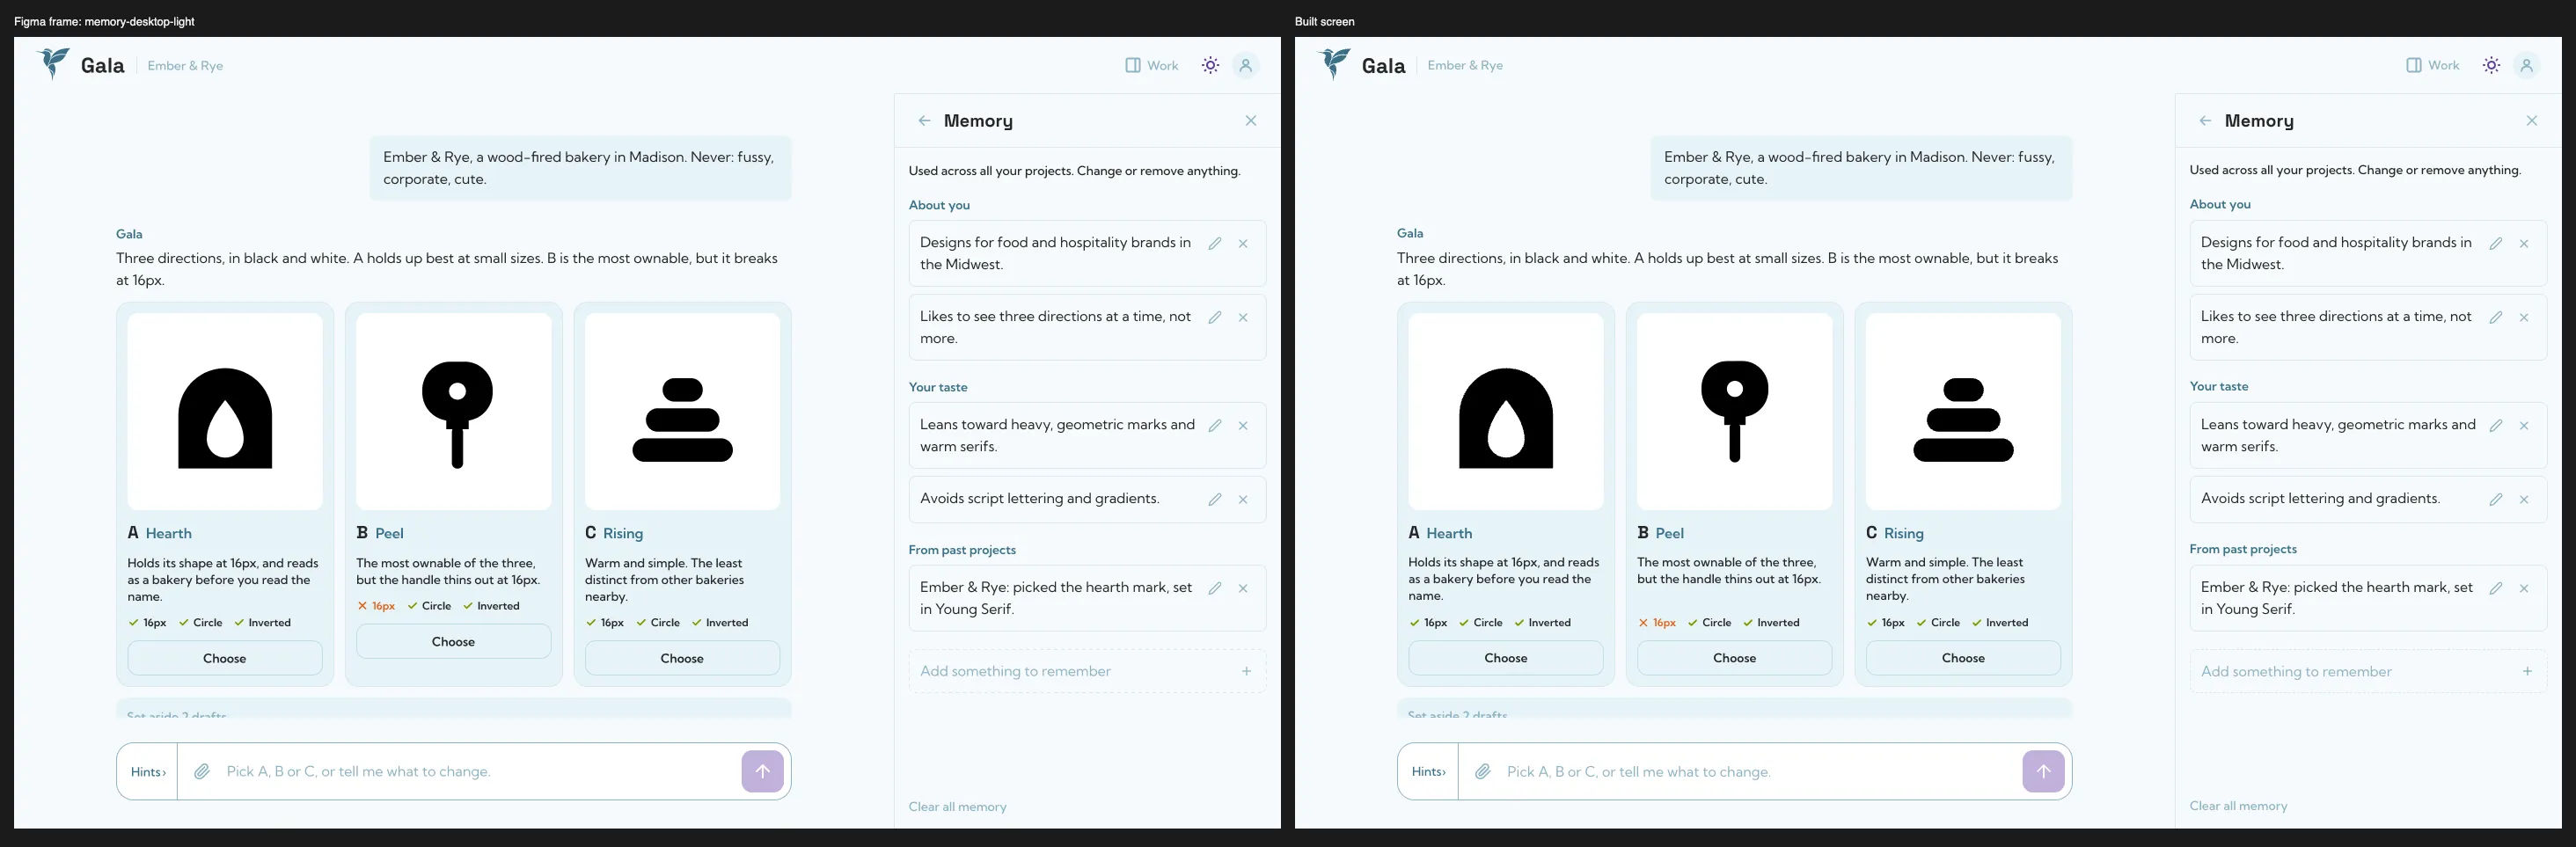 Figma frame: memory-desktop-light
Gala
Ember & Rye
Work
Ember & Rye, a wood-fired bakery in Madison. Never: fussy,
corporate, cute.
Gala
Three directions, in black and white. A holds up best at small sizes. B is the most ownable, but it breaks
at 16px.
A Hearth
Holds its shape at 16px, and reads
as a bakery before you read the
name.
16px Circle Inverted
Choose
B Peel
The most ownable of the three,
but the handle thins out at 16px.
16px Circle Inverted
Choose
C Rising
Warm and simple. The least
distinct from other bakeries
nearby.
16px Circle Inverted
Choose
Set aside 2 drafts
Hints›
Pick A, B or C, or tell me what to change.
Memory
Used across all your projects. Change or remove anything.
About you
Designs for food and hospitality brands in
the Midwest.
Likes to see three directions at a time, not
more.
Your taste
Leans toward heavy, geometric marks and
warm serifs.
Avoids script lettering and gradients.
From past projects
Ember & Rye: picked the hearth mark, set
in Young Serif.
Add something to remember
Clear all memory
Built screen
Gala
Ember & Rye
Work
Ember & Rye, a wood-fired bakery in Madison. Never: fussy,
corporate, cute.
Gala
Three directions, in black and white. A holds up best at small sizes. B is the most ownable, but it breaks
at 16px.
A Hearth
Holds its shape at 16px, and reads
as a bakery before you read the
name.
16px Circle Inverted
Choose
B Peel
The most ownable of the three,
but the handle thins out at 16px.
16px Circle Inverted
Choose
C Rising
Warm and simple. The least
distinct from other bakeries
nearby.
16px Circle Inverted
Choose
Set aside 2 drafts
Hints›
Pick A, B or C, or tell me what to change.
Memory
Used across all your projects. Change or remove anything.
About you
Designs for food and hospitality brands in
the Midwest.
Likes to see three directions at a time, not
more.
Your taste
Leans toward heavy, geometric marks and
warm serifs.
Avoids script lettering and gradients.
From past projects
Ember & Rye: picked the hearth mark, set
in Young Serif.
Add something to remember
Clear all memory